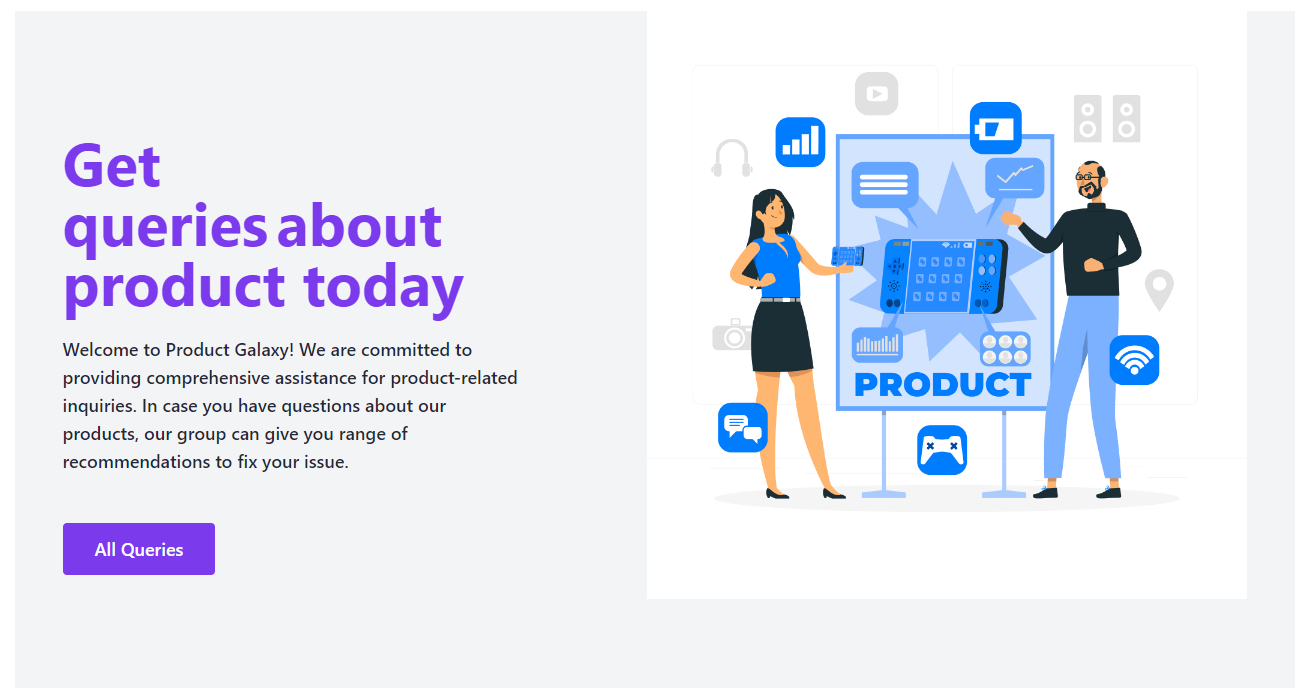 Get
queries about
product today
Welcome to Product Galaxy! We are committed to
providing comprehensive assistance for product-related
inquiries. In case you have questions about our
products, our group can give you range of
recommendations to fix your issue.
All Queries
PRODUCT